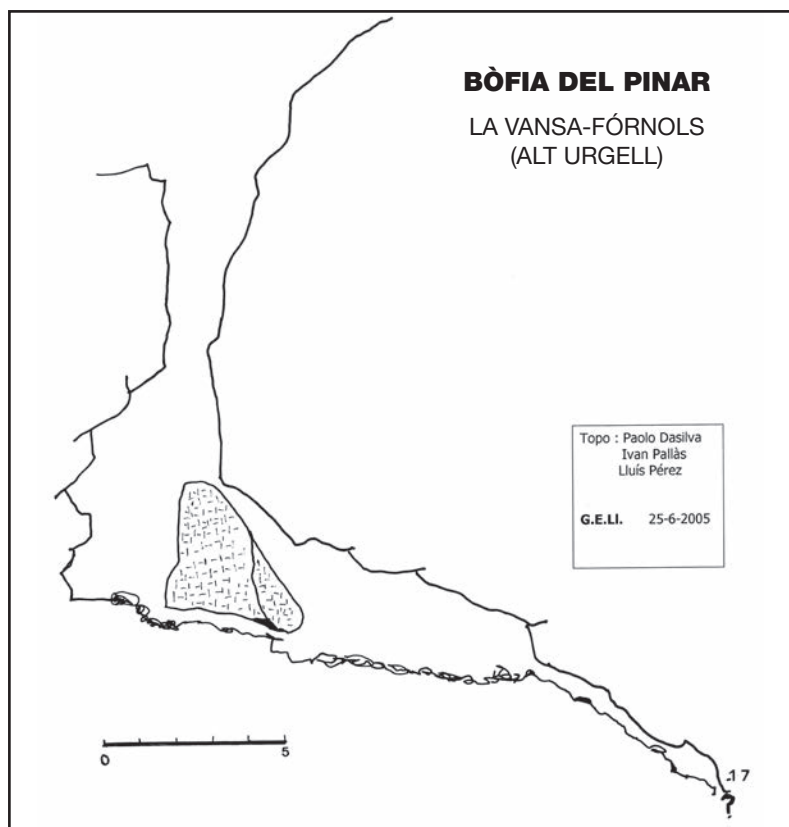 BÒFIA DEL PINAR
LA VANSA-FÓRNOLS
(ALT URGELL)
Topo : Paolo Dasilva
Ivan Pallàs
Lluís Pérez
G.E.Ll. 25-6-2005
0 5
-17
?